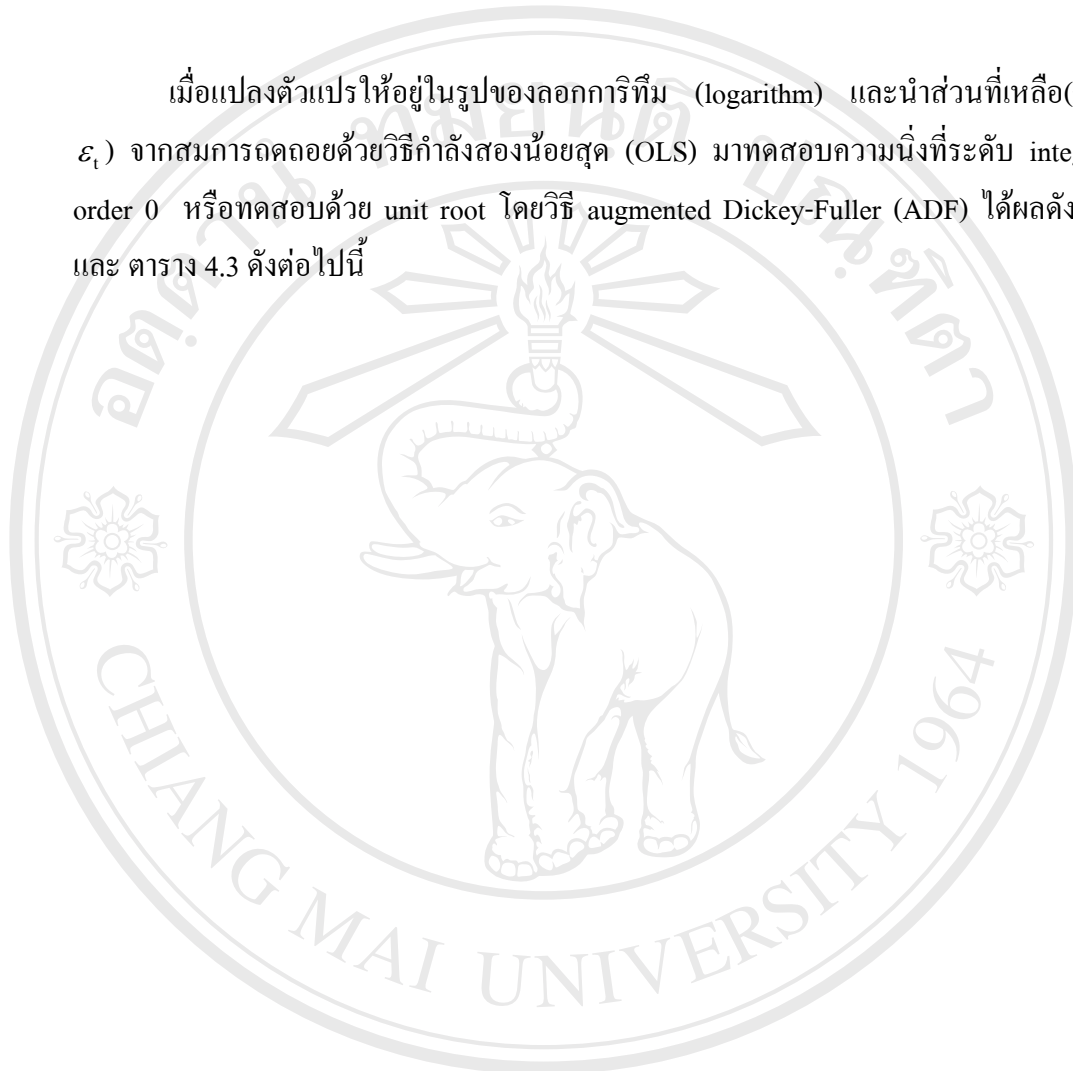 เมื่อแปลงตัวแปรให้อยู่ในรูปของลอกการิทึม (logarithm) และนำส่วนที่เหลือ(
ε_t ) จากสมการถดถอยด้วยวิธีกำลังสองน้อยสุด (OLS) มาทดสอบความนิ่งที่ระดับ inte
order 0 หรือทดสอบด้วย unit root โดยวิธี augmented Dickey-Fuller (ADF) ได้ผลดัง
และ ตาราง 4.3 ดังต่อไปนี้
CHIANG MAI UNIVERSITY 1964